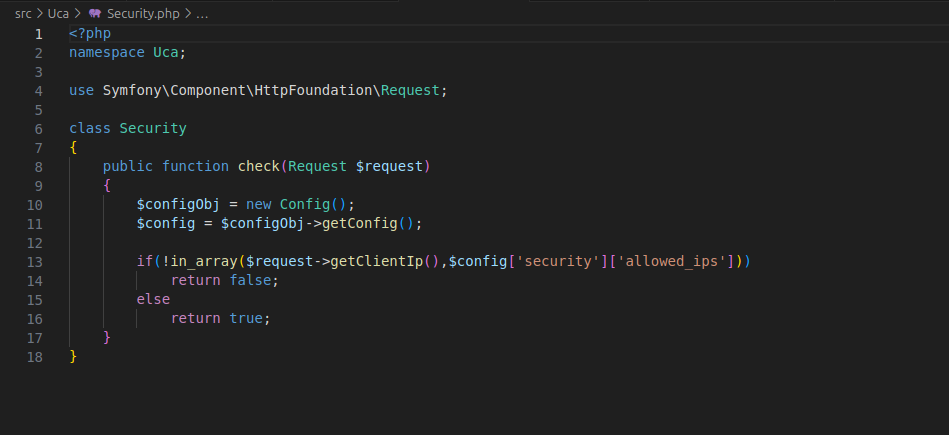 src > Uca > Security.php > ...
1 <?php
2 namespace Uca;
3
4 use Symfony\Component\HttpFoundation\Request;
5
6 class Security
7 {
8     public function check(Request $request)
9     {
10         $configObj = new Config();
11         $config = $configObj->getConfig();
12
13         if(!in_array($request->getClientIp(),$config['security']['allowed_ips']))
14             return false;
15         else
16             return true;
17     }
18 }